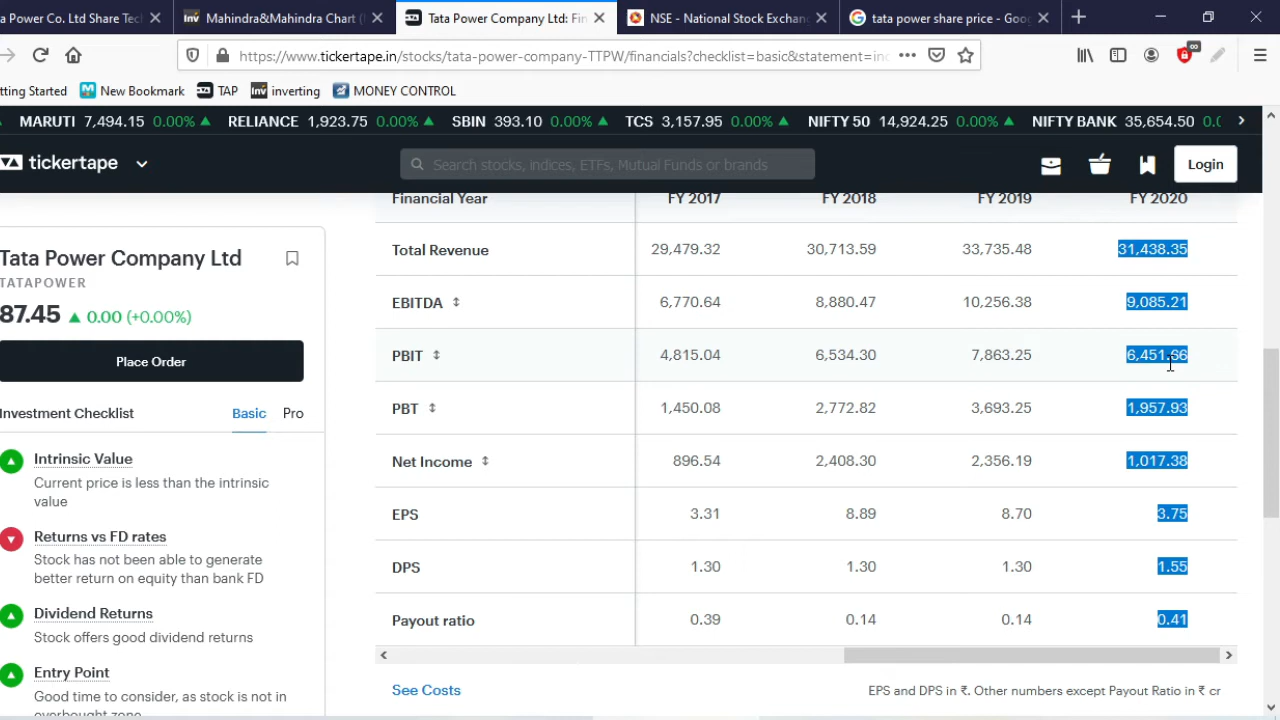 a Power Co. Ltd Share Tech
Mahindra&Mahindra Chart (
Tata Power Company Ltd: Fin
NSE - National Stock Exchan
tata power share price - Goo
https://www.tickertape.in/stocks/tata-power-company-TTPW/financials?checklist=basic&statement=inc
tting Started
New Bookmark
TAP
inverting
MONEY CONTROL
MARUTI 7,494.15 0.00%
RELIANCE 1,923.75 0.00%
SBIN 393.10 0.00%
TCS 3,157.95 0.00%
NIFTY 50 14,924.25 0.00%
NIFTY BANK 35,654.50 0.0
tickertape
Search stocks, indices, ETFs, Mutual Funds or brands
Login
Tata Power Company Ltd
TATAPOWER
87.45 ▲ 0.00 (+0.00%)
Place Order
Investment Checklist Basic Pro
Intrinsic Value
Current price is less than the intrinsic
value
Returns vs FD rates
Stock has not been able to generate
better return on equity than bank FD
Dividend Returns
Stock offers good dividend returns
Entry Point
Good time to consider, as stock is not in
overbought zone
Financial Year FY 2017 FY 2018 FY 2019 FY 2020
Total Revenue 29,479.32 30,713.59 33,735.48 31,438.35
EBITDA 6,770.64 8,880.47 10,256.38 9,085.21
PBIT 4,815.04 6,534.30 7,863.25 6,451.66
PBT 1,450.08 2,772.82 3,693.25 1,957.93
Net Income 896.54 2,408.30 2,356.19 1,017.38
EPS 3.31 8.89 8.70 3.75
DPS 1.30 1.30 1.30 1.55
Payout ratio 0.39 0.14 0.14 0.41
See Costs
EPS and DPS in ₹. Other numbers except Payout Ratio in ₹ cr